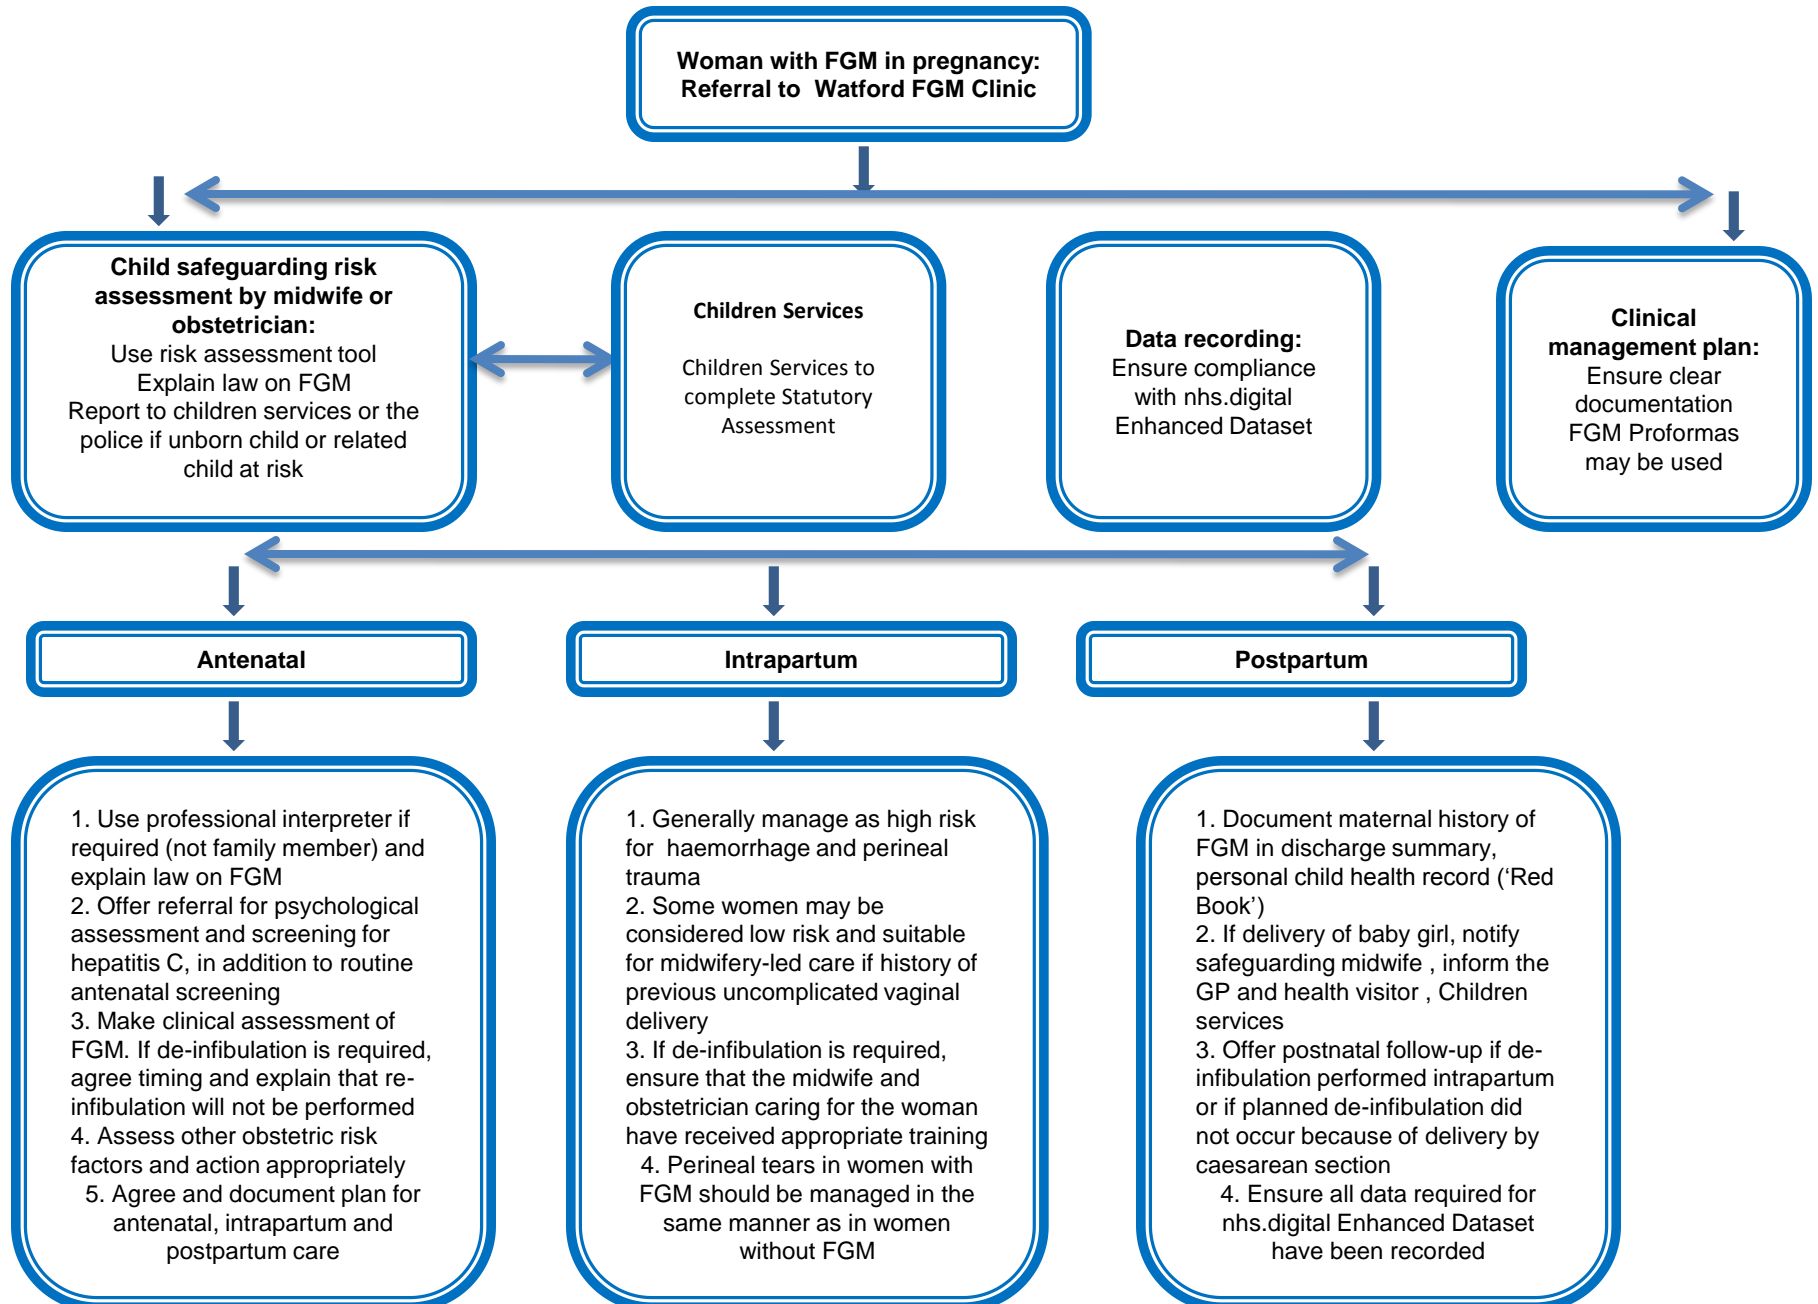 Woman with FGM in pregnancy:
Referral to  Watford FGM Clinic
Child safeguarding risk
assessment by midwife or
obstetrician:
Use risk assessment tool
Explain law on FGM
Report to children services or the
police if unborn child or related
child at risk
Children Services
Children Services to
complete Statutory
Assessment
Data recording:
Ensure compliance
with nhs.digital
Enhanced Dataset
Clinical
management plan:
Ensure clear
documentation
FGM Proformas
may be used
Antenatal
Intrapartum
Postpartum
1. Use professional interpreter if
required (not family member) and
explain law on FGM
2. Offer referral for psychological
assessment and screening for
hepatitis C, in addition to routine
antenatal screening
3. Make clinical assessment of
FGM. If de-infibulation is required,
agree timing and explain that re-
infibulation will not be performed
4. Assess other obstetric risk
factors and action appropriately
5. Agree and document plan for
antenatal, intrapartum and
postpartum care
1. Generally manage as high risk
for  haemorrhage and perineal
trauma
2. Some women may be
considered low risk and suitable
for midwifery-led care if history of
previous uncomplicated vaginal
delivery
3. If de-infibulation is required,
ensure that the midwife and
obstetrician caring for the woman
have received appropriate training
4. Perineal tears in women with
FGM should be managed in the
same manner as in women
without FGM
1. Document maternal history of
FGM in discharge summary,
personal child health record (‘Red
Book’)
2. If delivery of baby girl, notify
safeguarding midwife , inform the
GP and health visitor , Children
services
3. Offer postnatal follow-up if de-
infibulation performed intrapartum
or if planned de-infibulation did
not occur because of delivery by
caesarean section
4. Ensure all data required for
nhs.digital Enhanced Dataset
have been recorded